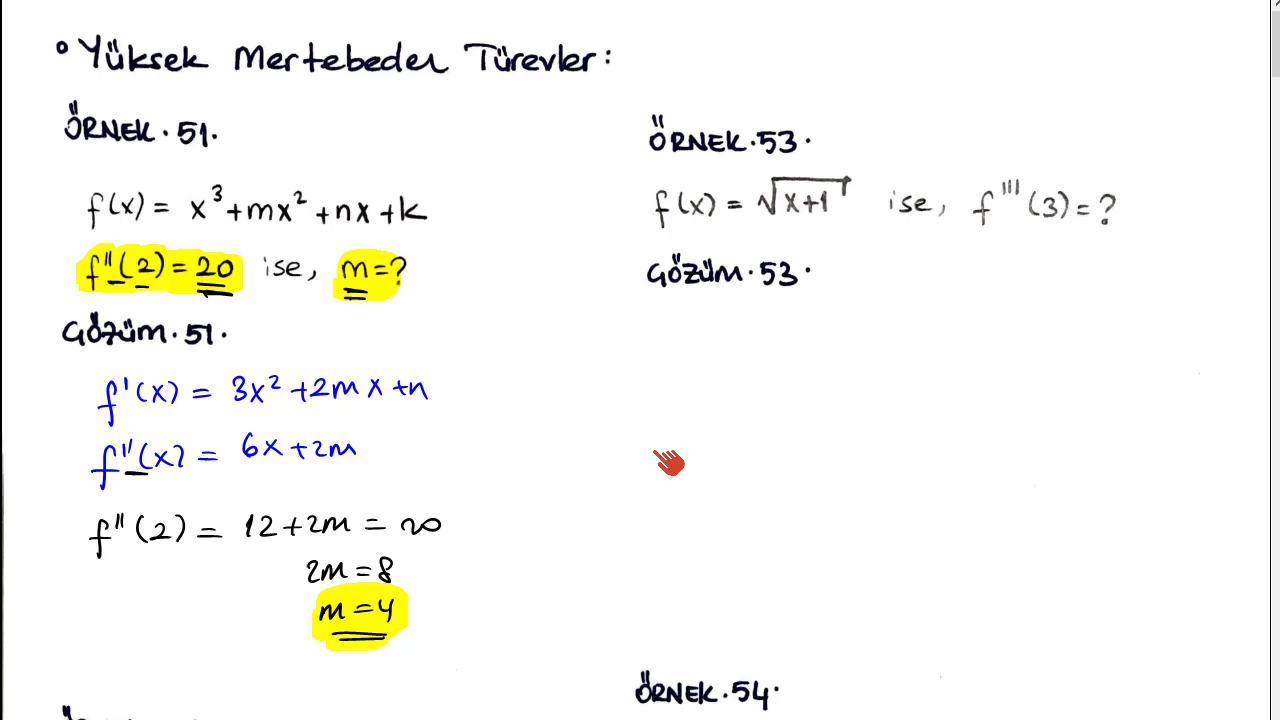 ° Yüksek Mertebeden Türevler:
ÖRNEK.51.
f(x) = x³+mx²+nx+k
f''(2) = 20 ise, m=?
ÇÖZÜM.51.
f'(x) = 3x²+2mx+n
f''(x) = 6x+2m
f''(2) = 12+2m = 20
2m=8
m=4
ÖRNEK.53.
f(x) = √x+1 ise, f'''(3)=?
ÇÖZÜM.53.
ÖRNEK.54.